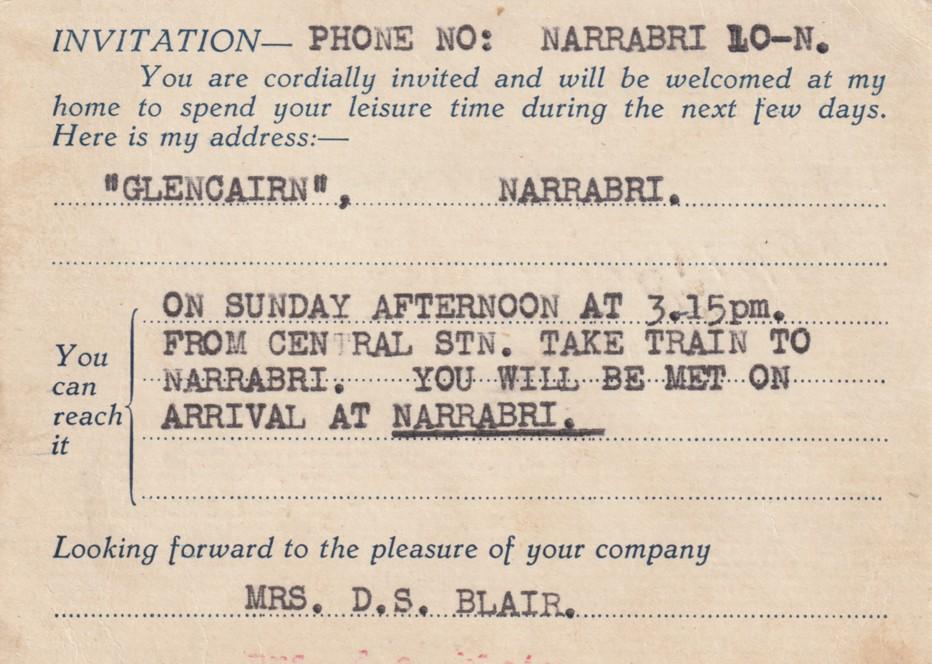 INVITATION— PHONE NO: NARRABRI LO-N.
You are cordially invited and will be welcomed at my
home to spend your leisure time during the next few days.
Here is my address:—
"GLENCAIRN", NARRABRI.
ON SUNDAY AFTERNOON AT 3.15pm.
FROM CENTRAL STN. TAKE TRAIN TO
NARRABRI. YOU WILL BE MET ON
ARRIVAL AT NARRABRI.
You
can
reach
it
Looking forward to the pleasure of your company
MRS. D.S. BLAIR.